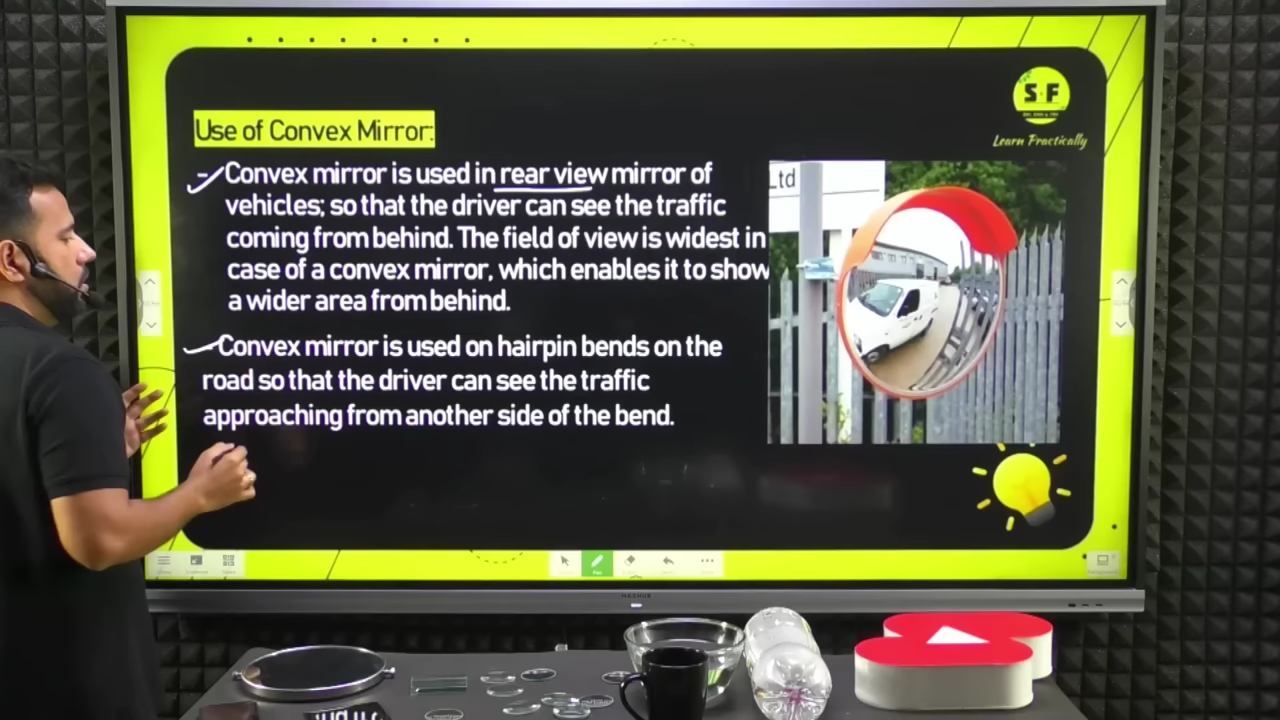 S F
Learn Practically
Use of Convex Mirror:
- Convex mirror is used in rear view mirror of
vehicles; so that the driver can see the traffic
coming from behind. The field of view is widest in
case of a convex mirror, which enables it to show
a wider area from behind.
Convex mirror is used on hairpin bends on the
road so that the driver can see the traffic
approaching from another side of the bend.
Ltd
MAXHUB